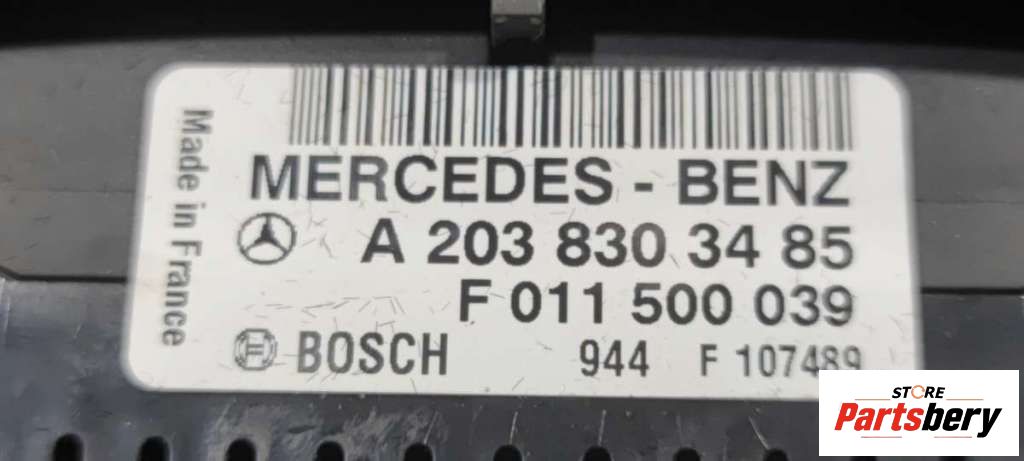 Made in France
MERCEDES - BENZ
A 203 830 34 85
F 011 500 039
BOSCH 944 F 107489
STORE
Partsbery